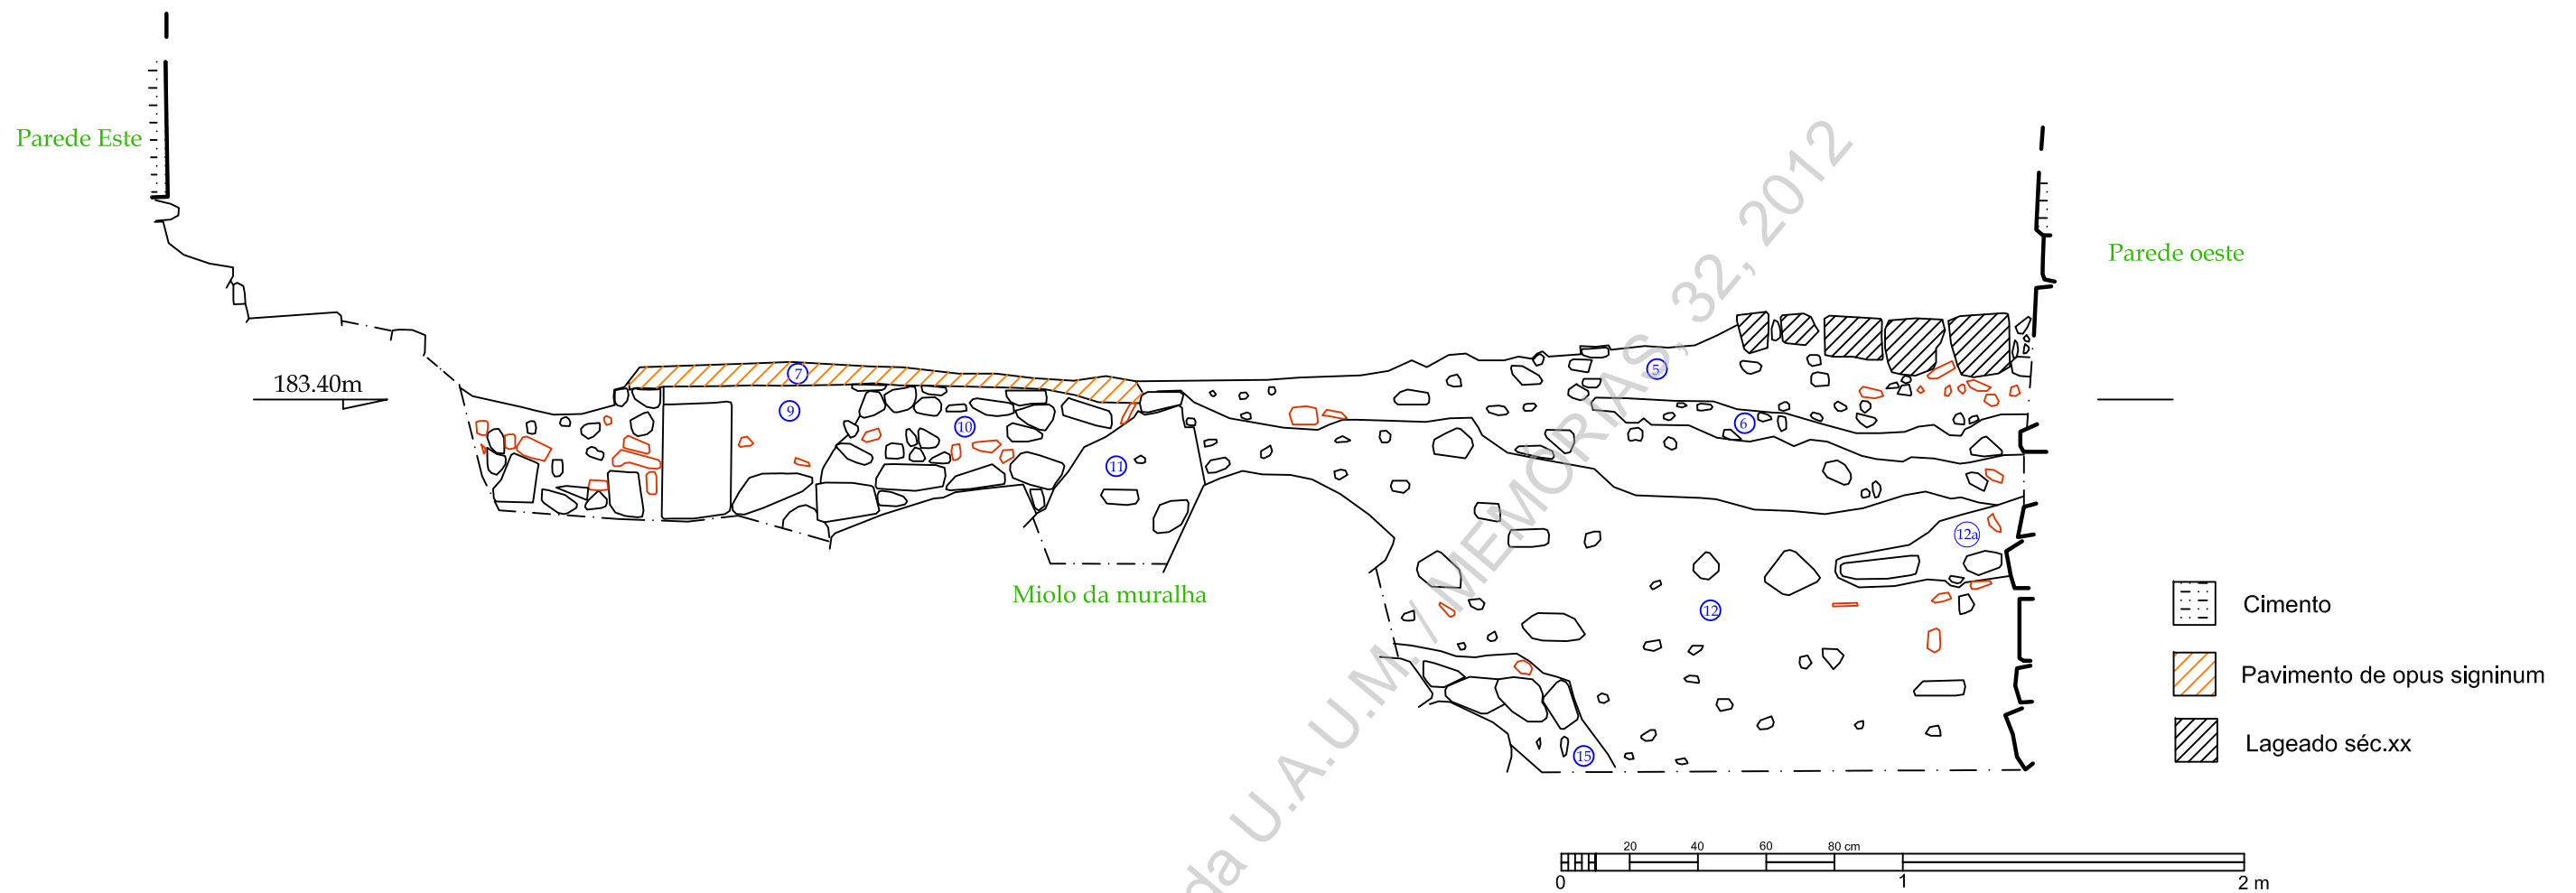 Parede Este
183.40m
Parede oeste
7
9
10
11
5
6
12a
12
15
Miolo da muralha
Cimento
Pavimento de opus signinum
Lageado séc.xx
20 40 60 80 cm
0 1 2 m
da U.A.U.M. / MEMORIAS, 32, 2012